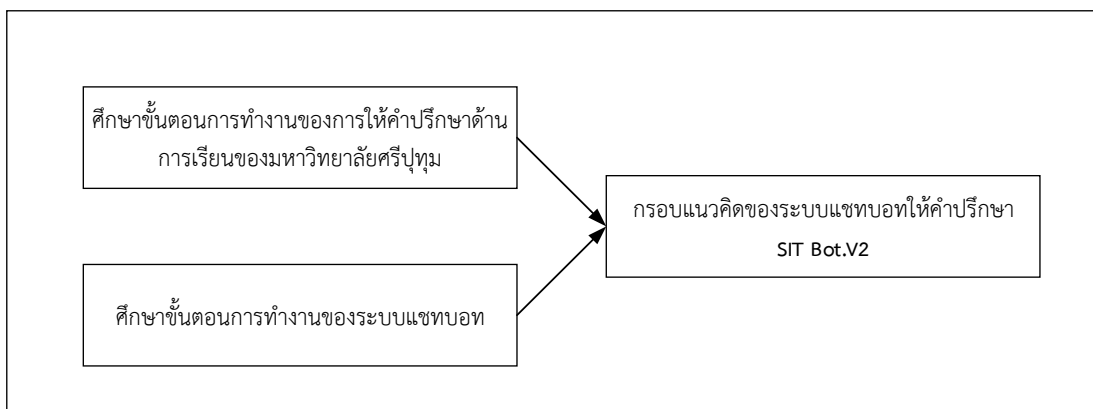 ศึกษาขั้นตอนการทำงานของการให้คำปรึกษาด้าน
การเรียนของมหาวิทยาลัยศรีปุทุม
ศึกษาขั้นตอนการทำงานของระบบแชทบอท
กรอบแนวคิดของระบบแชทบอทให้คำปรึกษา
SIT Bot.V2